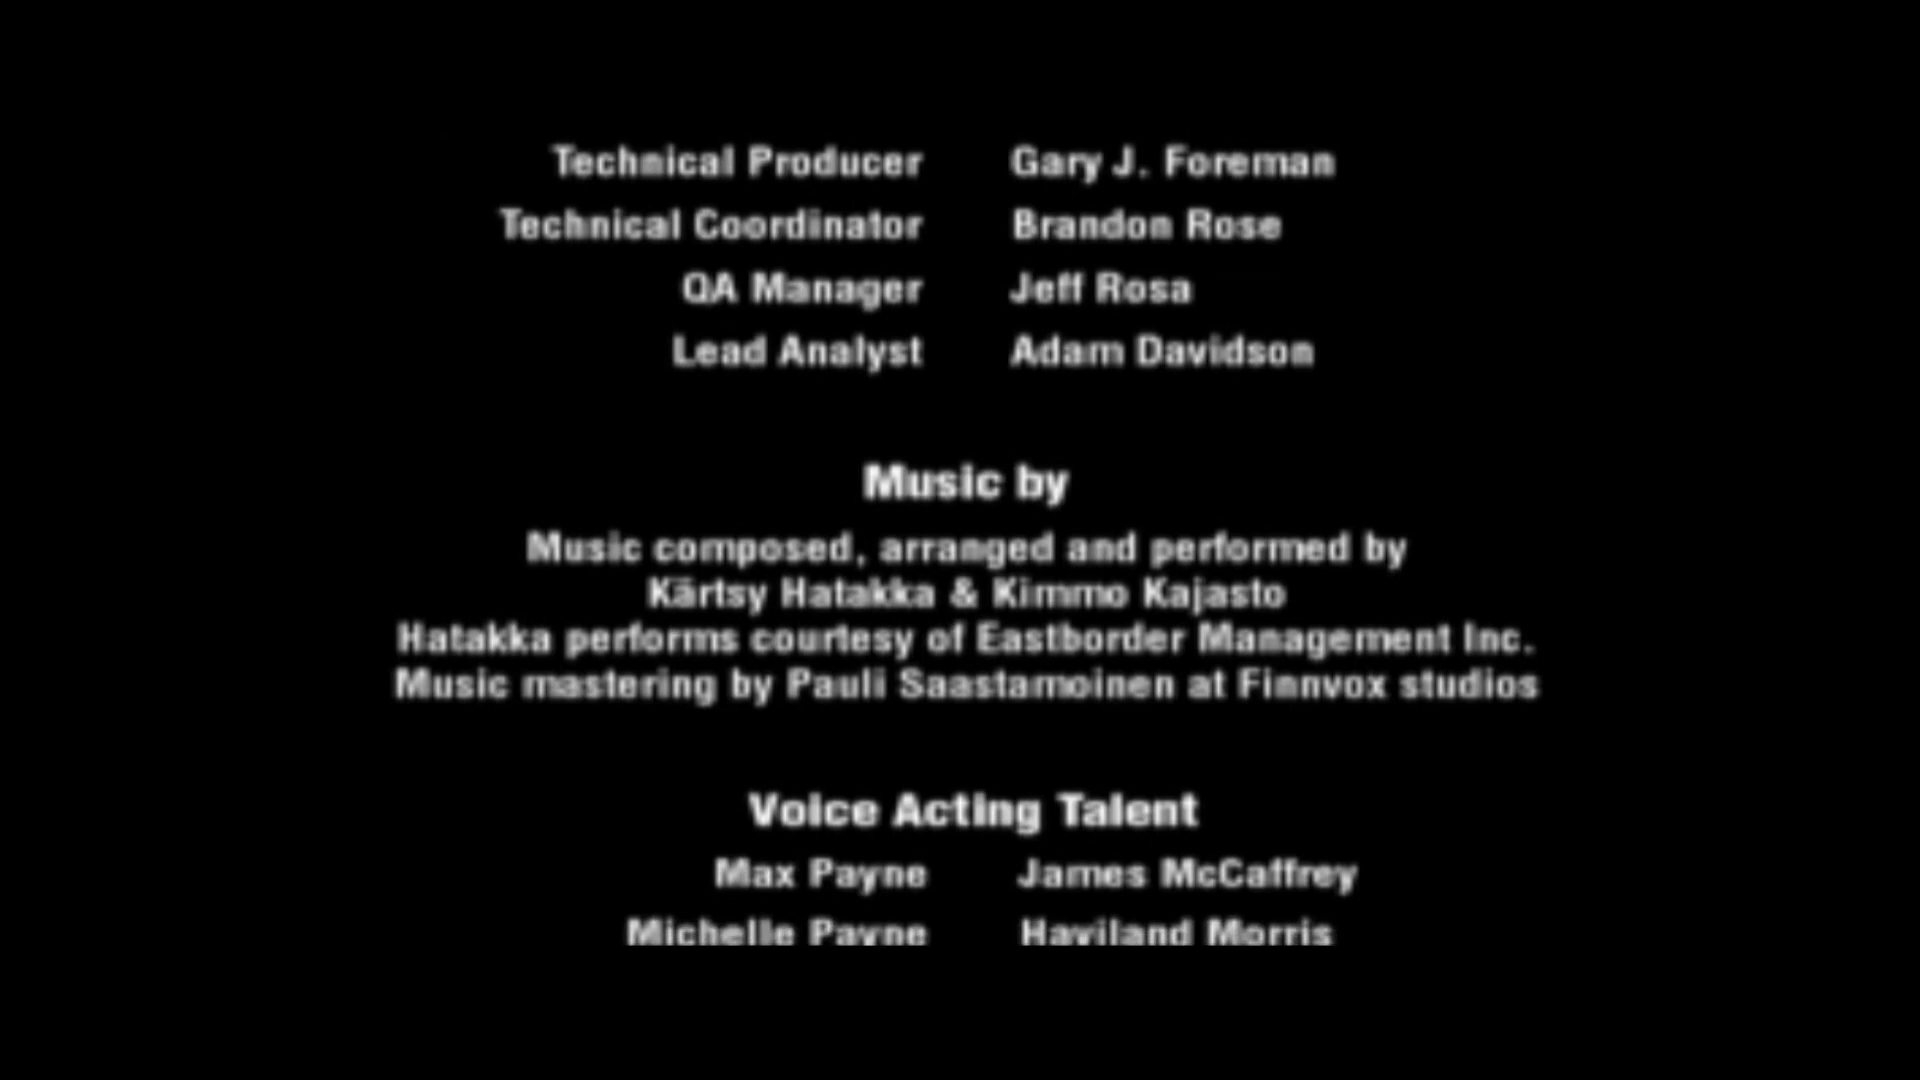 Technical Producer Gary J. Foreman
Technical Coordinator Brandon Rose
QA Manager Jeff Rosa
Lead Analyst Adam Davidson
Music by
Music composed, arranged and performed by
Kärtsy Hatakka & Kimmo Kajasto
Hatakka performs courtesy of Eastborder Management Inc.
Music mastering by Pauli Saastamoinen at Finnvox studios
Voice Acting Talent
Max Payne James McCaffrey
Michelle Payne Haviland Morris